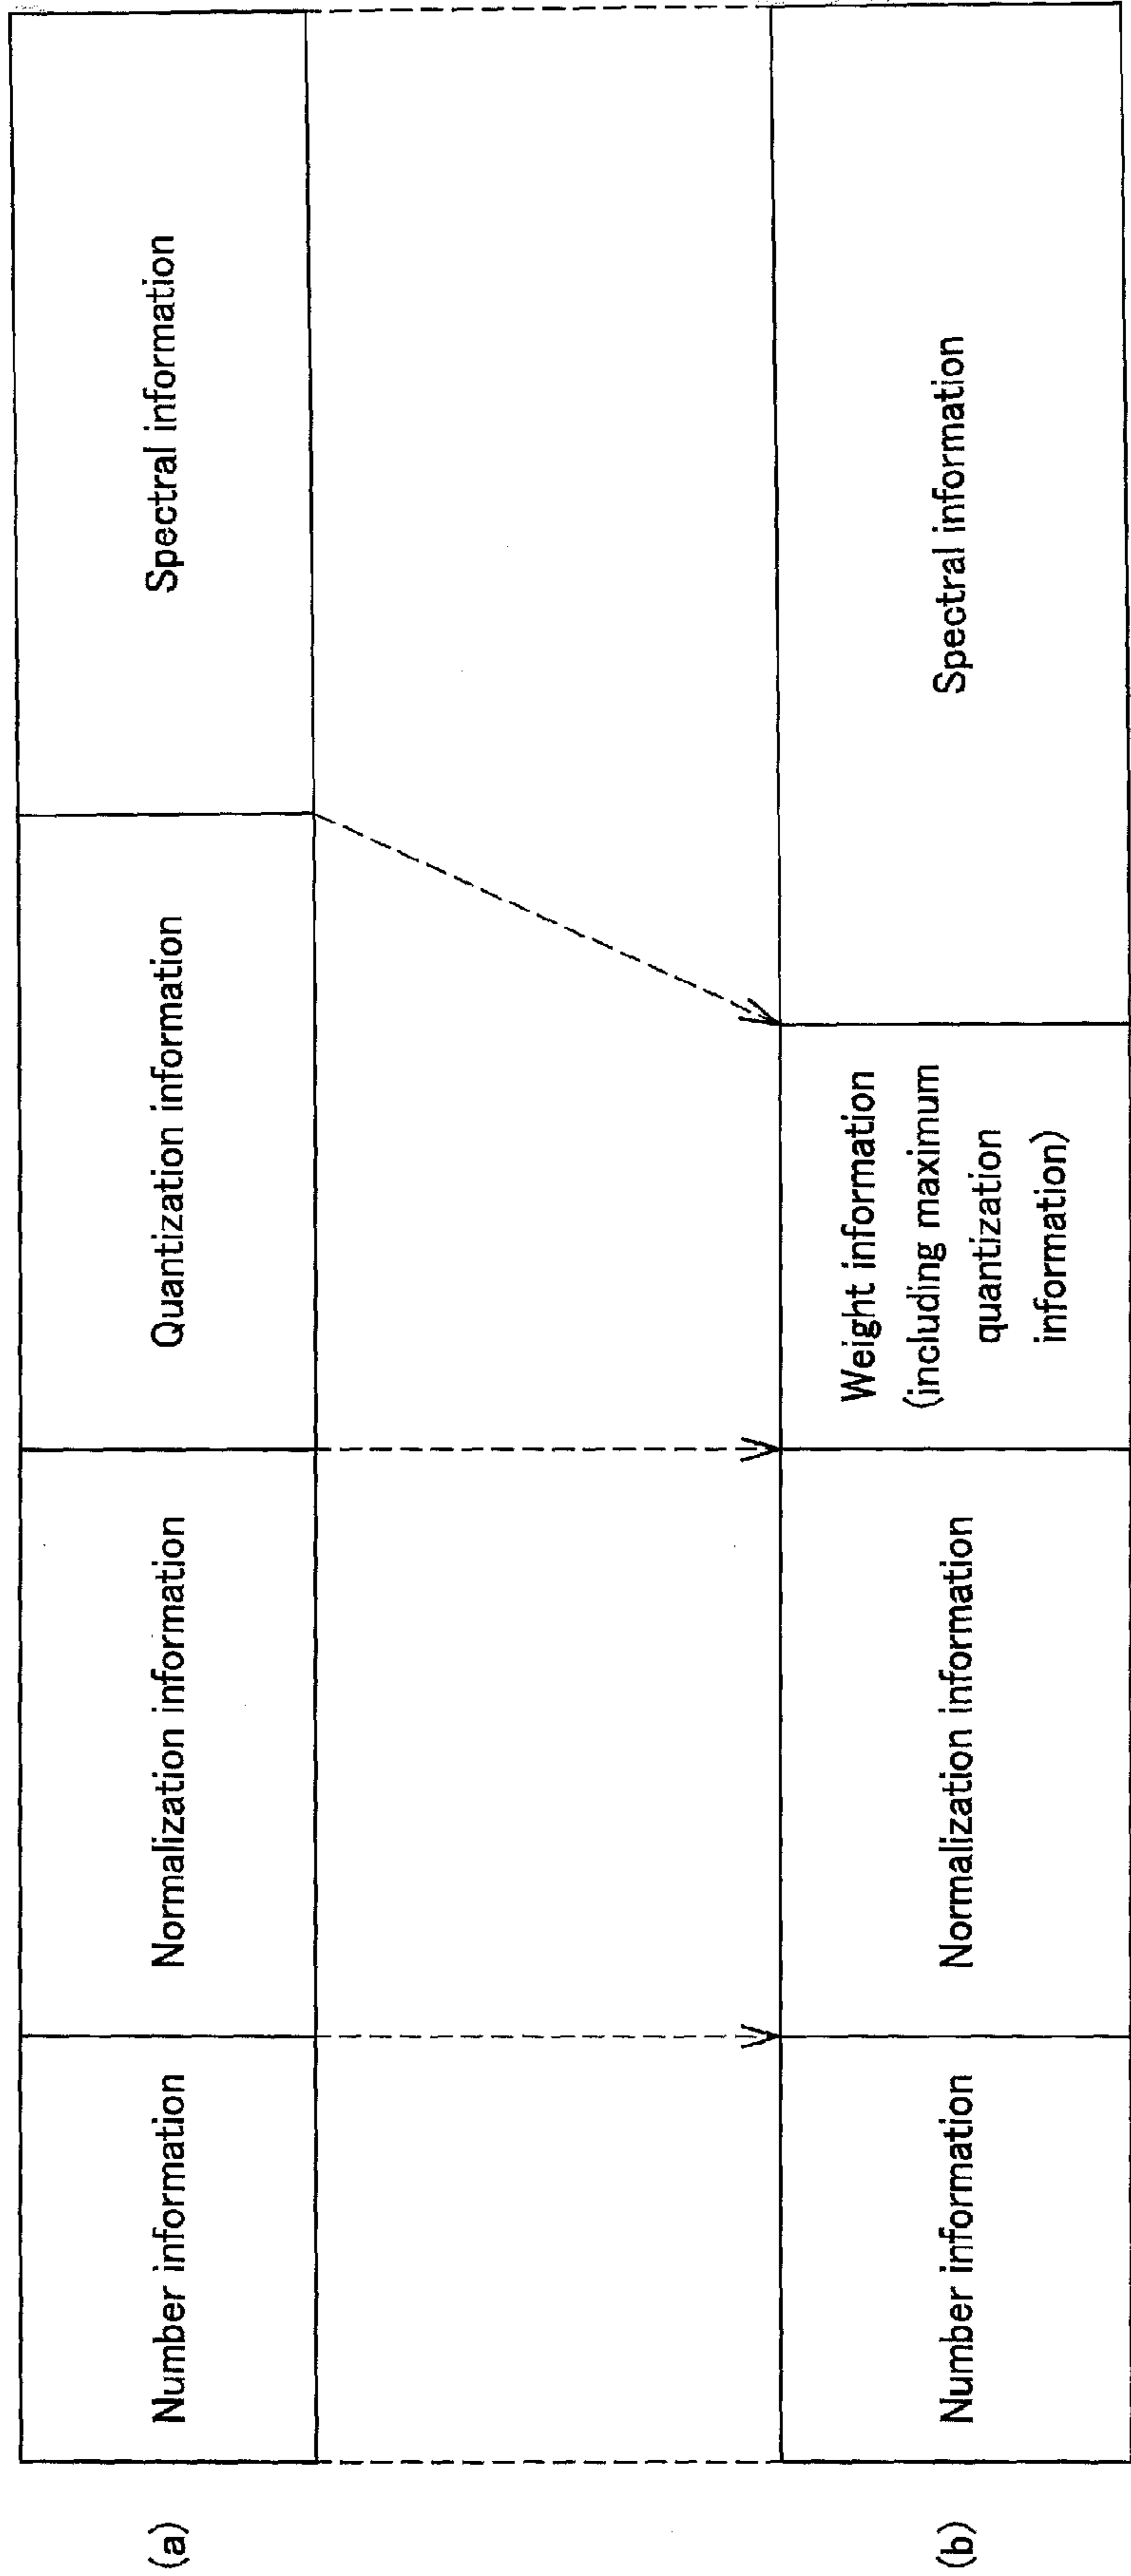 (a)
Number information
Normalization information
Quantization information
Spectral information
(b)
Number information
Normalization information
Weight information
(including maximum
quantization
information)
Spectral information